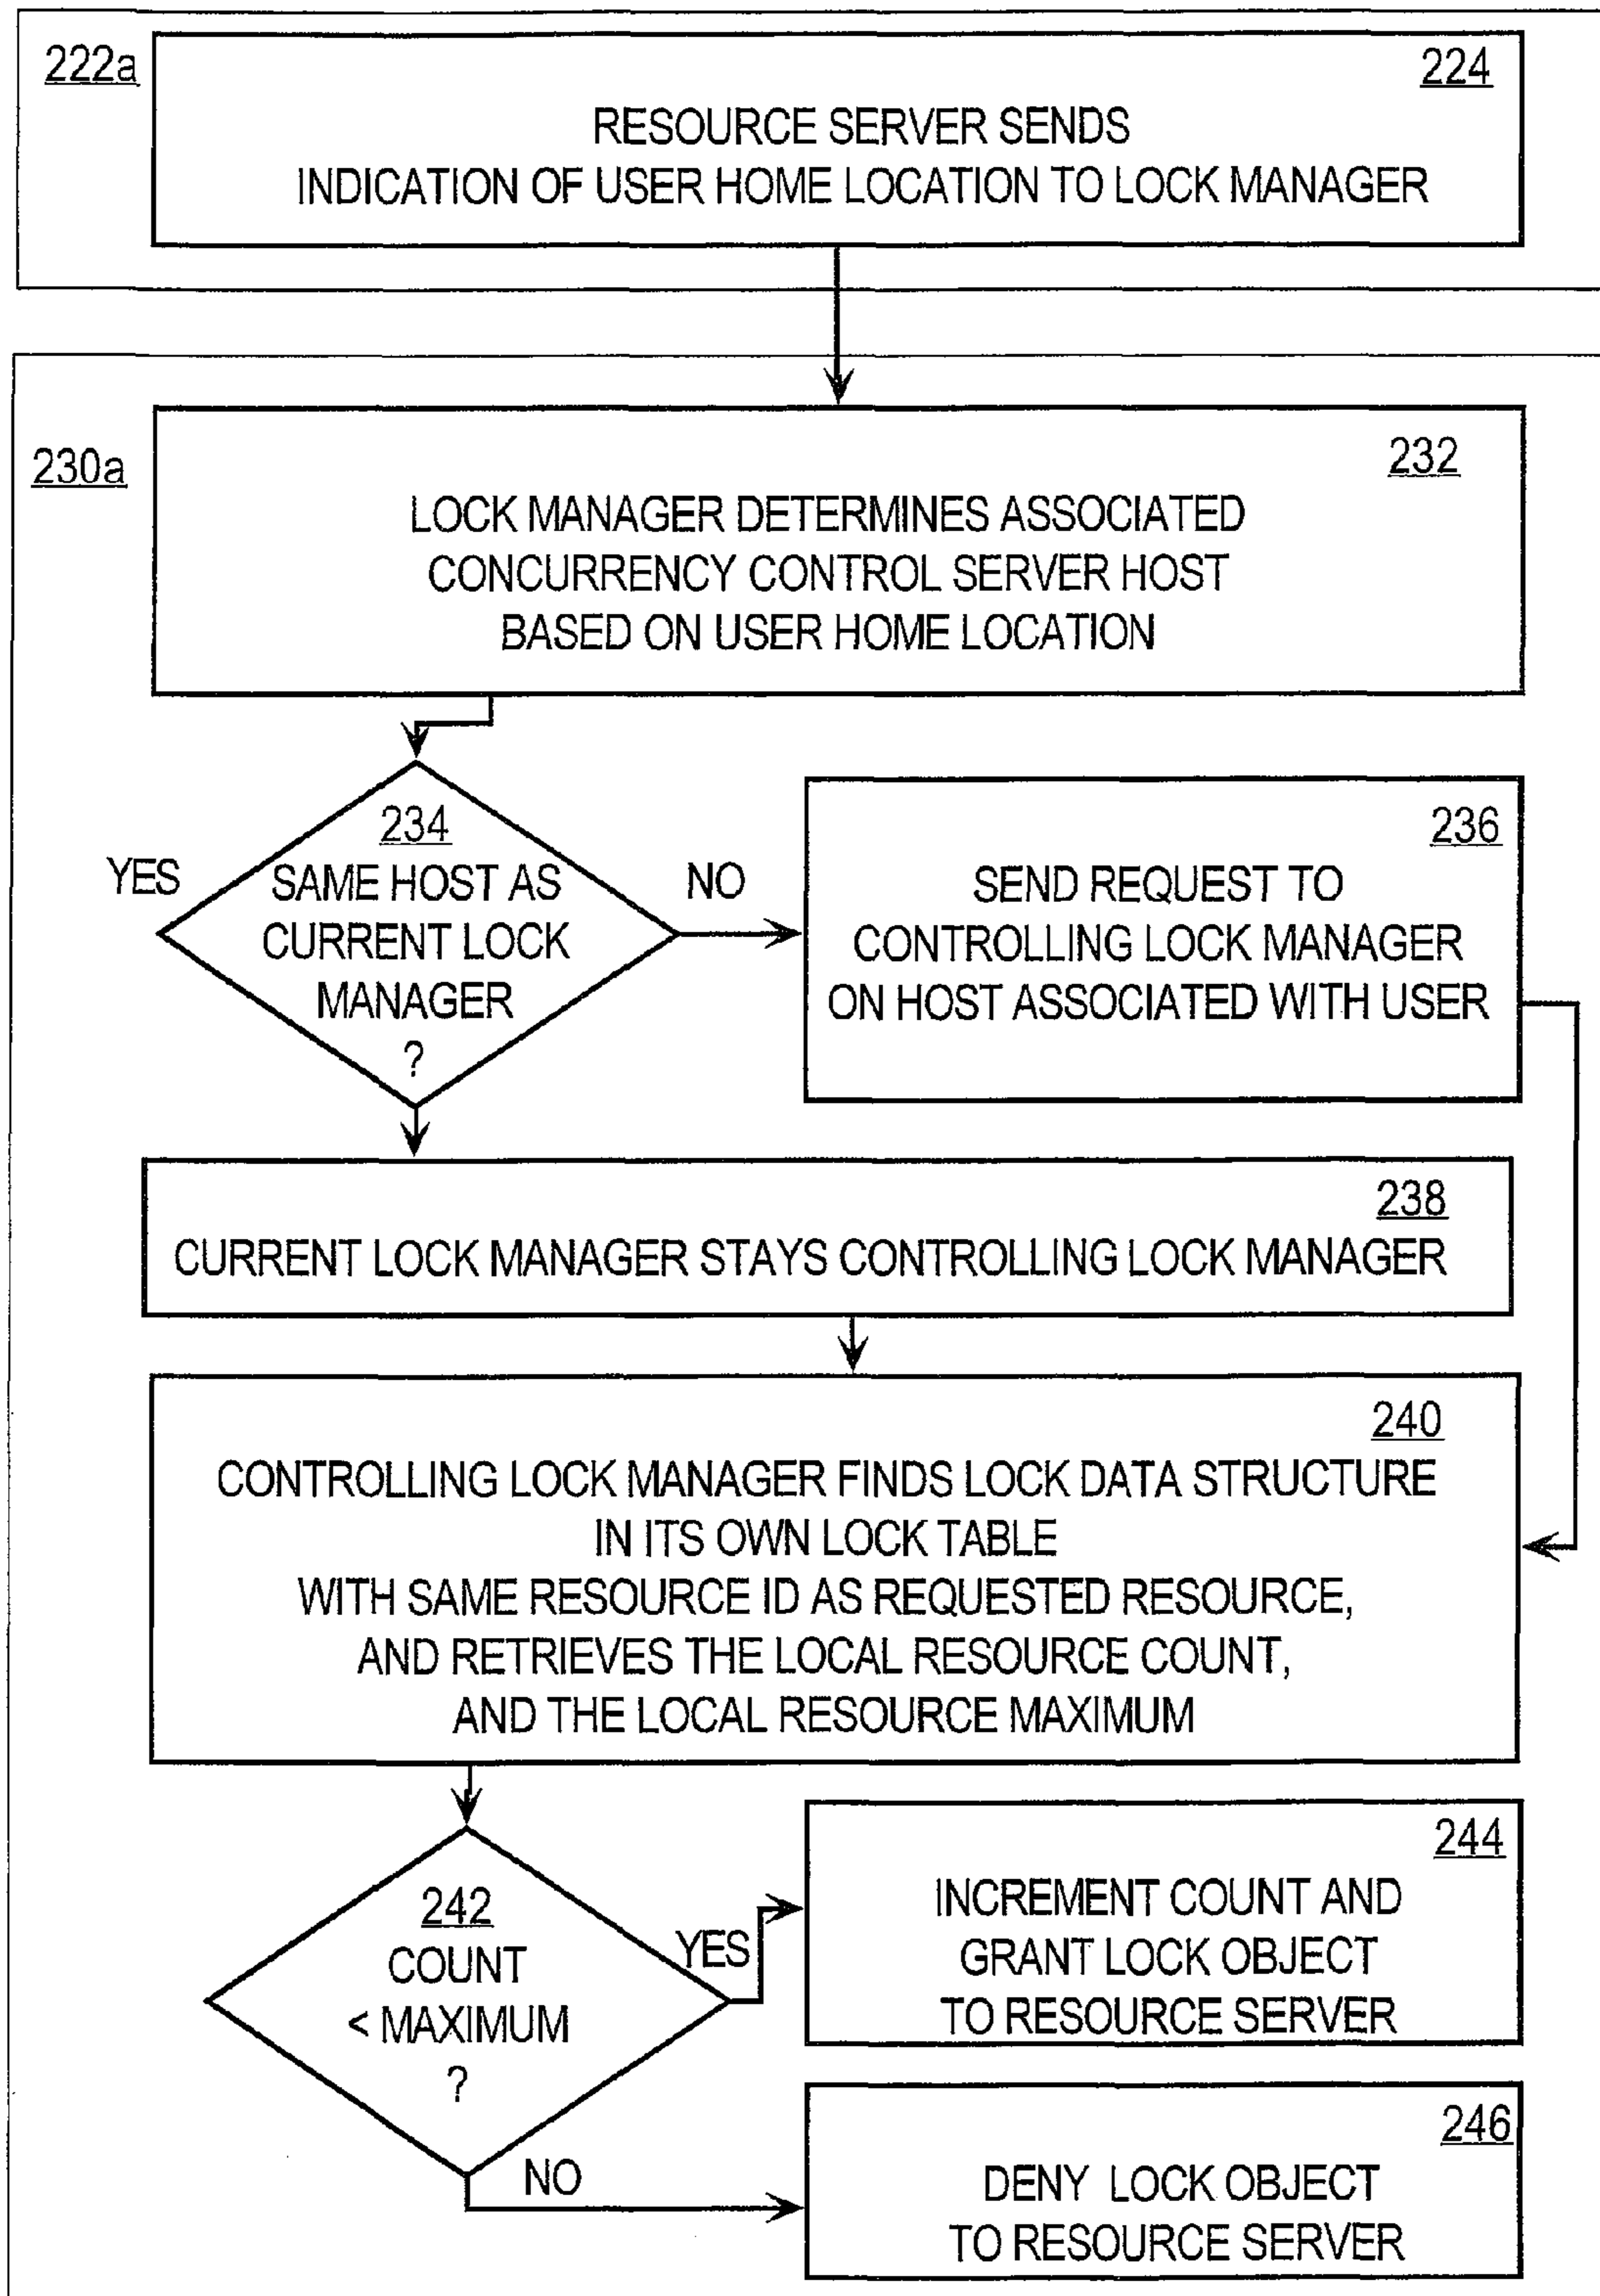 222a
224
RESOURCE SERVER SENDS
INDICATION OF USER HOME LOCATION TO LOCK MANAGER
230a
232
LOCK MANAGER DETERMINES ASSOCIATED
CONCURRENCY CONTROL SERVER HOST
BASED ON USER HOME LOCATION
234
YES
SAME HOST AS
CURRENT LOCK
MANAGER
?
NO
236
SEND REQUEST TO
CONTROLLING LOCK MANAGER
ON HOST ASSOCIATED WITH USER
238
CURRENT LOCK MANAGER STAYS CONTROLLING LOCK MANAGER
240
CONTROLLING LOCK MANAGER FINDS LOCK DATA STRUCTURE
IN ITS OWN LOCK TABLE
WITH SAME RESOURCE ID AS REQUESTED RESOURCE,
AND RETRIEVES THE LOCAL RESOURCE COUNT,
AND THE LOCAL RESOURCE MAXIMUM
242
COUNT
< MAXIMUM
?
YES
244
INCREMENT COUNT AND
GRANT LOCK OBJECT
TO RESOURCE SERVER
NO
246
DENY LOCK OBJECT
TO RESOURCE SERVER